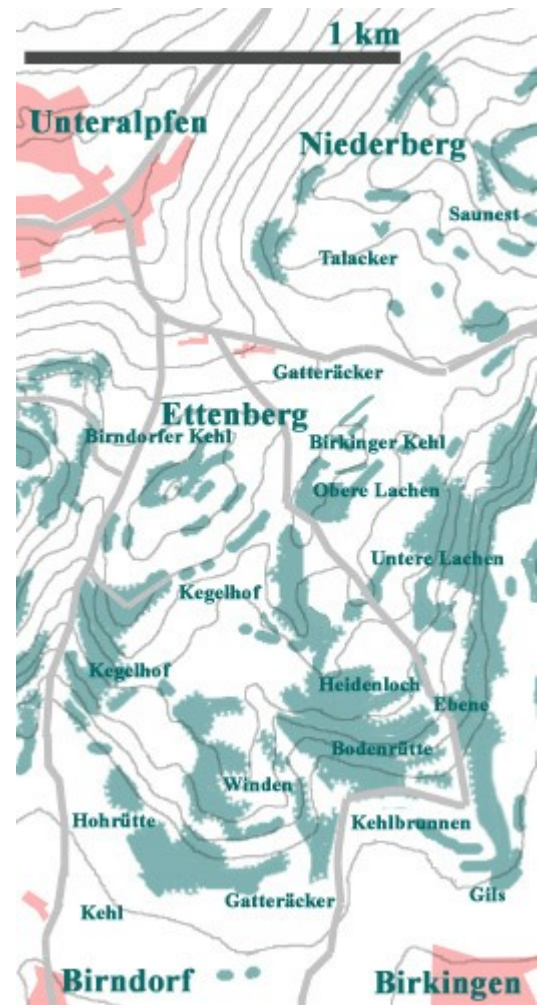 1 km
Unteralpfen
Niederberg
Saunest
Talacker
Gatteräcker
Ettenberg
Birndorfer Kehl
Birkinger Kehl
Obere Lachen
Untere Lachen
Kegelhof
Kegelhof
Heidenloch
Ebene
Bodenrütte
Winden
Hohrütte
Kehlbrunnen
Gatteräcker
Gils
Kehl
Birndorf
Birkingen